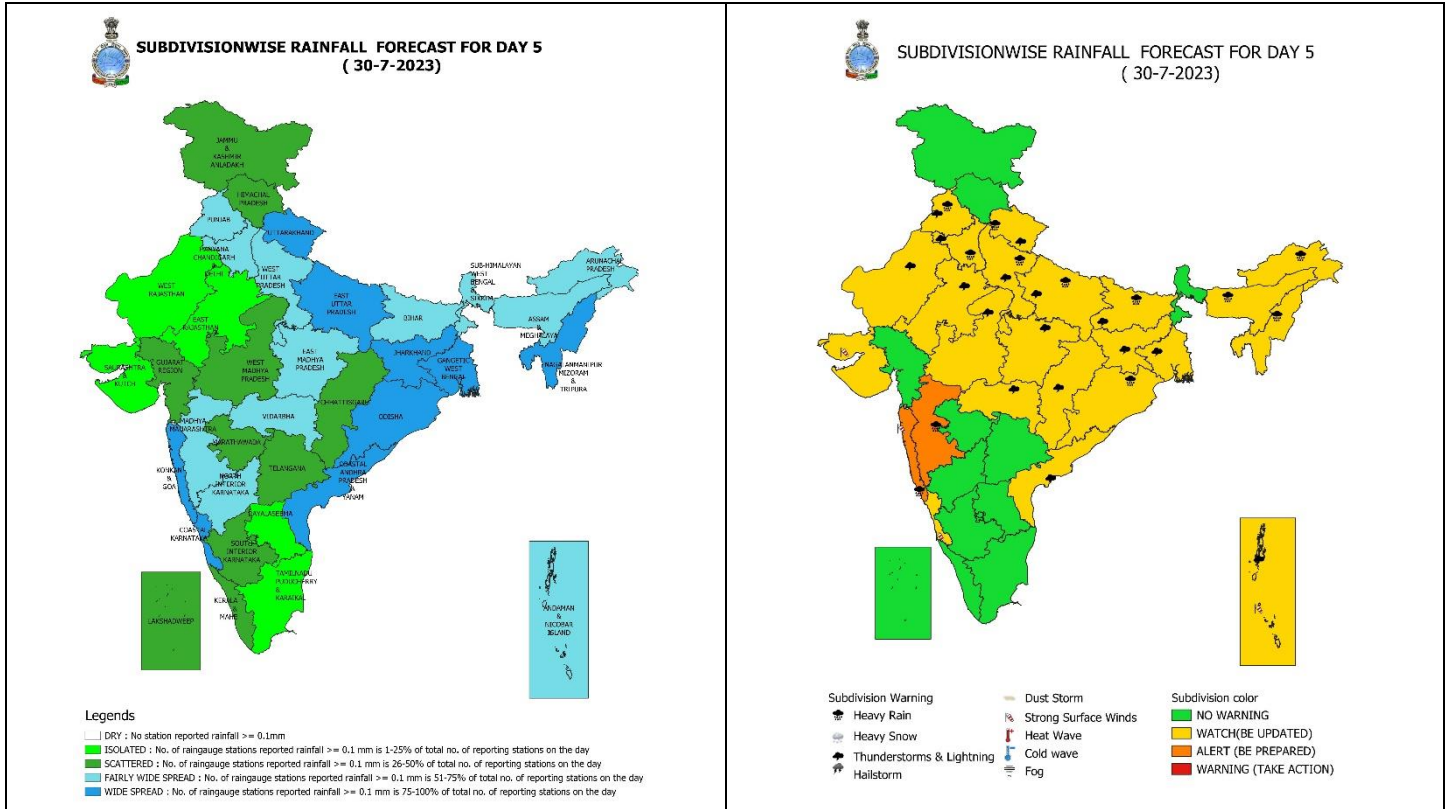 SUBDIVISIONWISE RAINFALL FORECAST FOR DAY 5
( 30-7-2023)
JAMMU
&
KASHMIR
ANLADAKH
HIMACHAL
PRADESH
PUNJAB
UTTARAKHAND
CHANDIGARH
&
DELHI
WEST
UTTAR
PRADESH
WEST
RAJASTHAN
EAST
RAJASTHAN
EAST
UTTAR
PRADESH
SUB-HIMALAYAN
WEST
BENGAL
&
ARUNACHAL
PRADESH
BIHAR
ASSAM
&
MEGHALAYA
SAURASHTRA
&
KUTCH
GUJARAT
REGION
WEST
MADHYA
PRADESH
EAST
MADHYA
PRADESH
JHARKHAND
GANGETIC
WEST
BENGAL
MIZORAM
&
TRIPURA
CHHATTISGARH
ODISHA
VIDARBHA
MADHYA
MAHARASHTRA
MARATHAWADA
KONKAN
&
GOA
TELANGANA
COASTAL
ANDHRA
PRADESH
&
YANAM
NORTH
INTERIOR
KARNATAKA
COASTAL
KARNATAKA
SOUTH
INTERIOR
KARNATAKA
TAMILNADU
PUDUCHERRY
&
KARAIKAL
KERALA
&
MAHE
LAKSHADWEEP
ANDAMAN
&
NICOBAR
ISLAND
Legends
DRY : No station reported rainfall >= 0.1mm
ISOLATED : No. of raingauge stations reported rainfall >= 0.1 mm is 1-25% of total no. of reporting stations on the day
SCATTERED : No. of raingauge stations reported rainfall >= 0.1 mm is 26-50% of total no. of reporting stations on the day
FAIRLY WIDE SPREAD : No. of raingauge stations reported rainfall >= 0.1 mm is 51-75% of total no. of reporting stations on the day
WIDE SPREAD : No. of raingauge stations reported rainfall >= 0.1 mm is 75-100% of total no. of reporting stations on the day
SUBDIVISIONWISE RAINFALL FORECAST FOR DAY 5
( 30-7-2023)
Subdivision Warning
Heavy Rain
Heavy Snow
Thunderstorms & Lightning
Hailstorm
Dust Storm
Strong Surface Winds
Heat Wave
Cold wave
Fog
Subdivision color
NO WARNING
WATCH(BE UPDATED)
ALERT (BE PREPARED)
WARNING (TAKE ACTION)